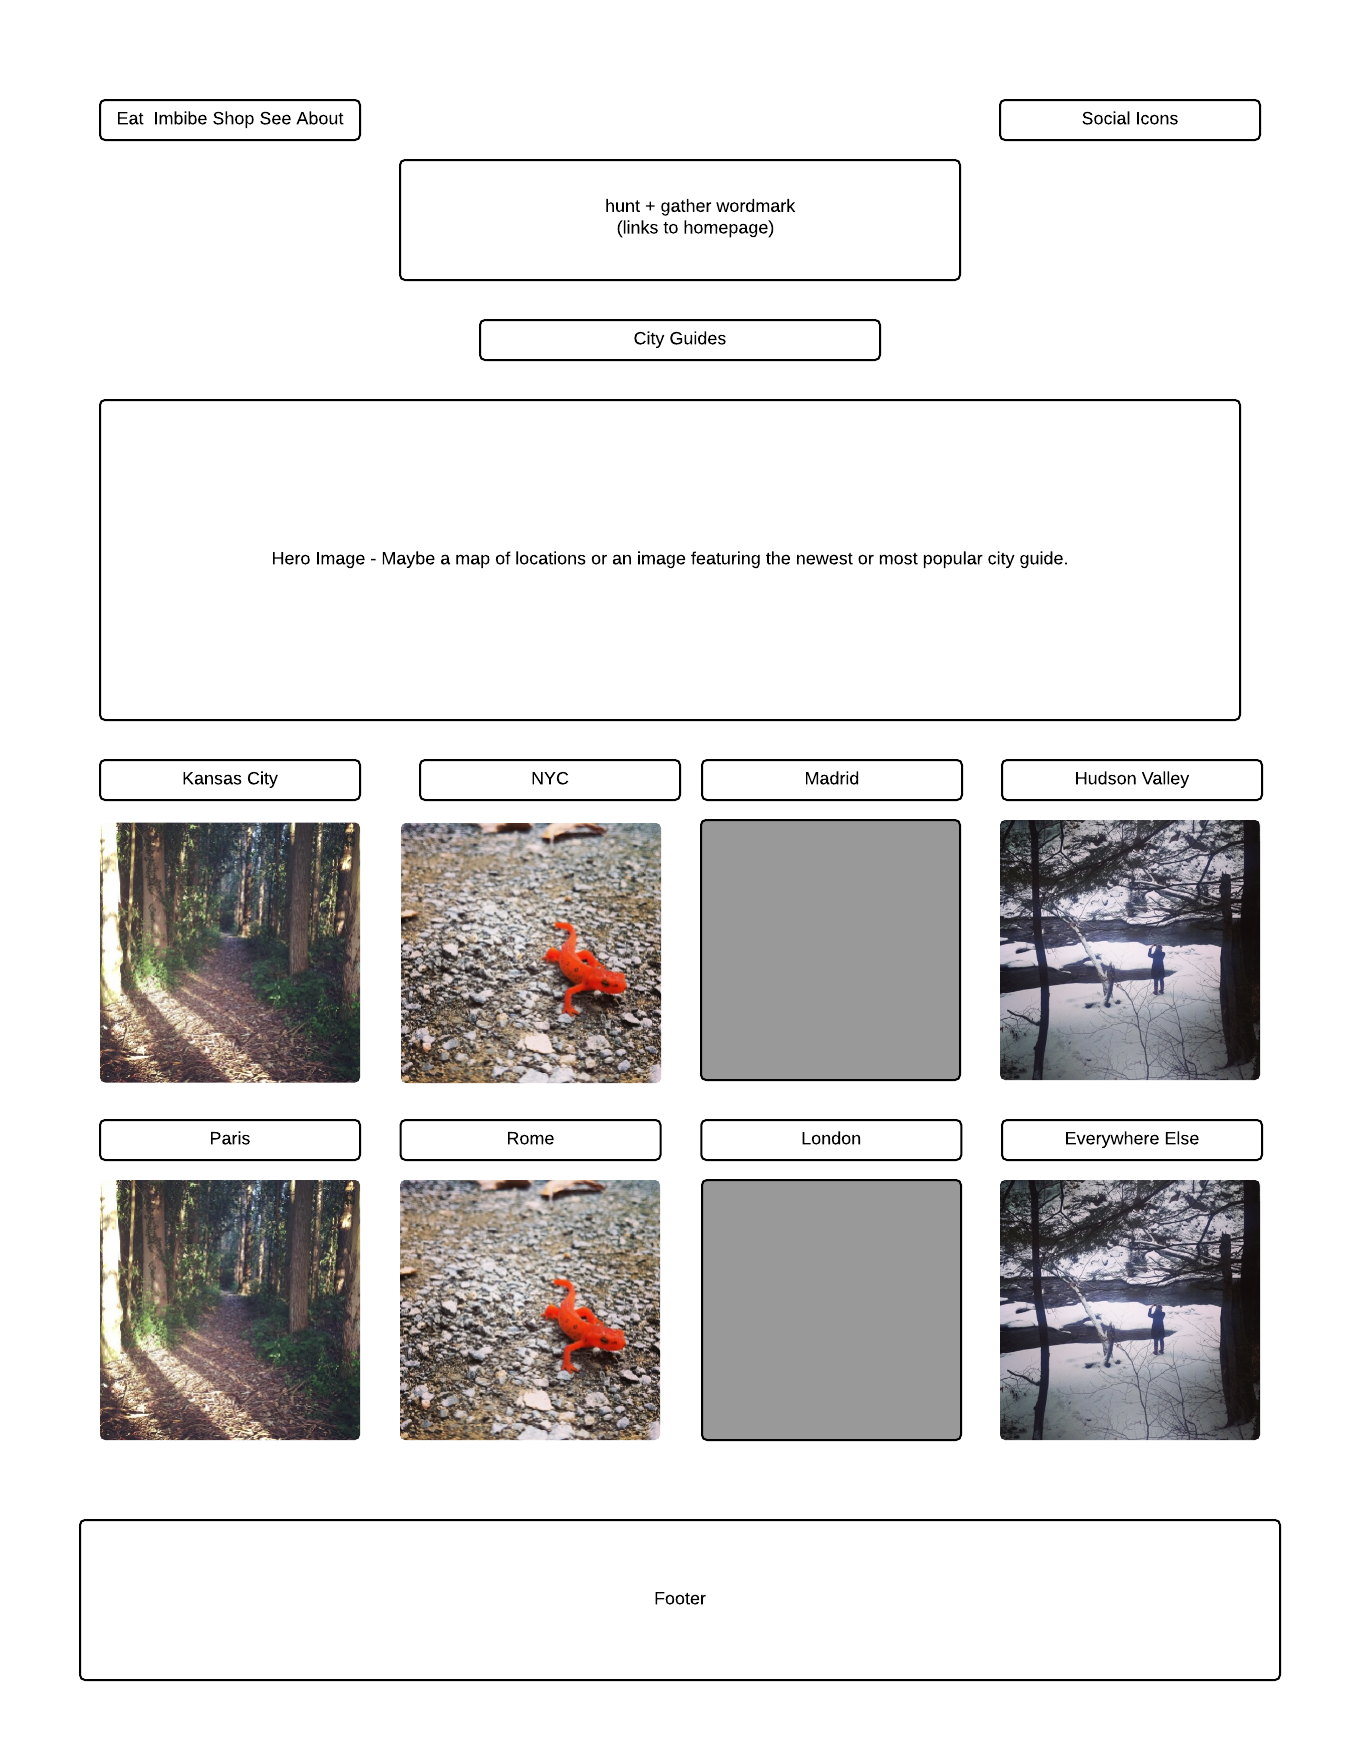 Eat  Imbibe Shop See About
Social Icons
hunt + gather wordmark
(links to homepage)
City Guides
Hero Image - Maybe a map of locations or an image featuring the newest or most popular city guide.
Kansas City
NYC
Madrid
Hudson Valley
Paris
Rome
London
Everywhere Else
Footer